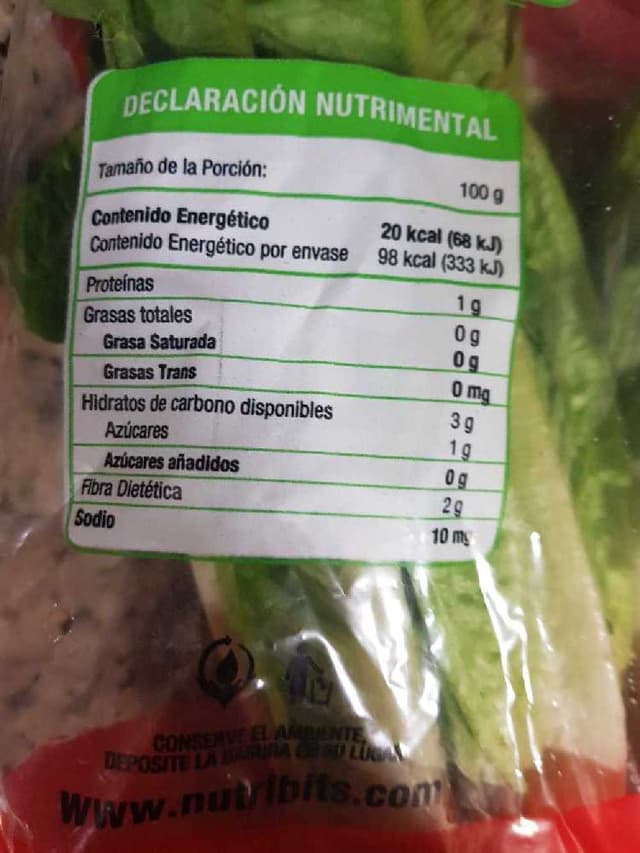 DECLARACIÓN NUTRIMENTAL
Tamaño de la Porción: 100 g
Contenido Energético 20 kcal (68 kJ)
Contenido Energético por envase 98 kcal (333 kJ)
Proteínas 1 g
Grasas totales 0 g
Grasa Saturada 0 g
Grasas Trans 0 mg
Hidratos de carbono disponibles 3 g
Azúcares 1 g
Azúcares añadidos 0 g
Fibra Dietética 2 g
Sodio 10 mg
CONSERVE EL AMBIENTE,
DEPOSITE LA BASURA EN SU LUGAR
www.nutribits.com